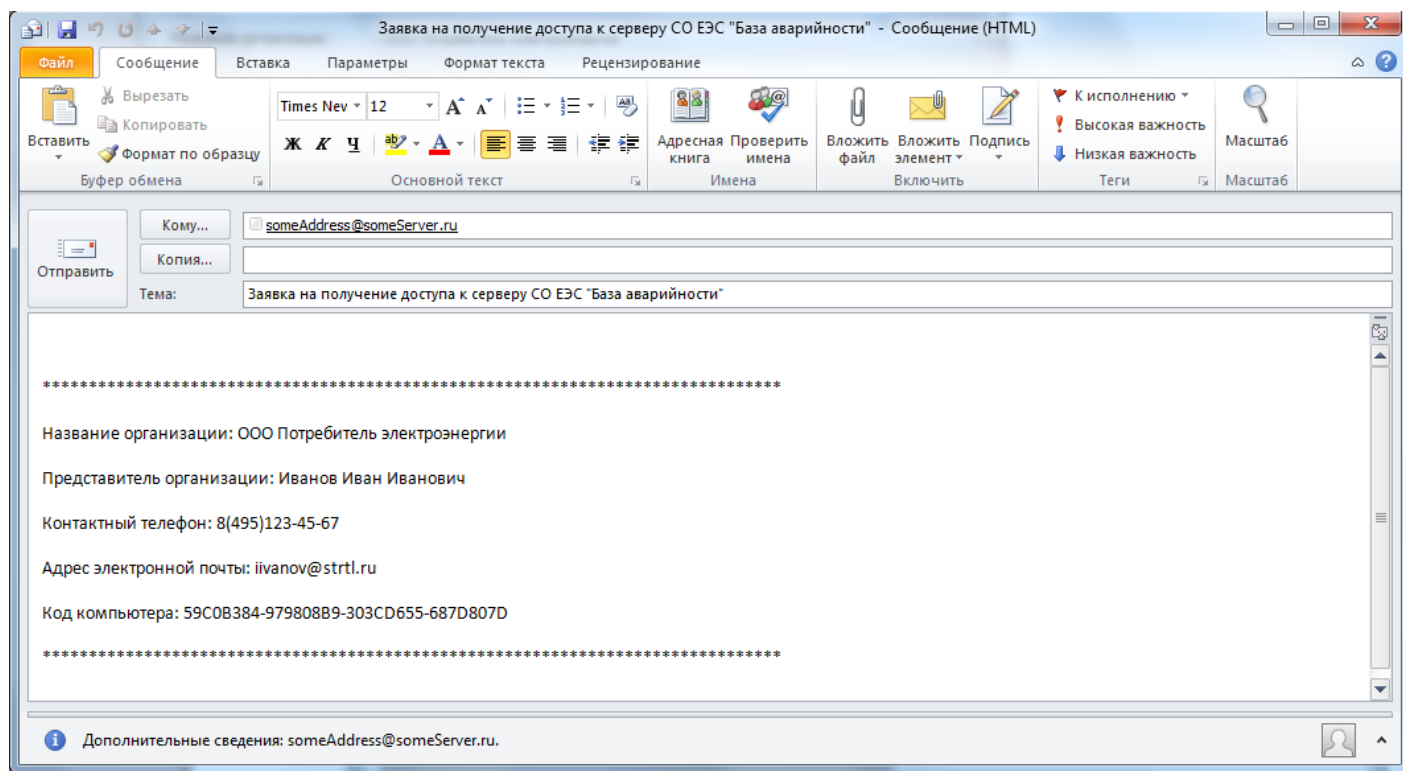 Заявка на получение доступа к серверу СО ЕЭС "База аварийности" - Сообщение (HTML)
Файл Сообщение Вставка Параметры Формат текста Рецензирование
Вставить
Вырезать
Копировать
Формат по образцу
Буфер обмена
Times Nev 12
Ж К Ч
Основной текст
Адресная книга
Проверить имена
Имена
Вложить файл
Вложить элемент
Подпись
Включить
К исполнению
Высокая важность
Низкая важность
Теги
Масштаб
Масштаб
Отправить
Кому... someAddress@someServer.ru
Копия...
Тема: Заявка на получение доступа к серверу СО ЕЭС "База аварийности"
********************************************************************************
Название организации: ООО Потребитель электроэнергии
Представитель организации: Иванов Иван Иванович
Контактный телефон: 8(495)123-45-67
Адрес электронной почты: iivanov@strtl.ru
Код компьютера: 59C0B384-979808B9-303CD655-687D807D
********************************************************************************
Дополнительные сведения: someAddress@someServer.ru.